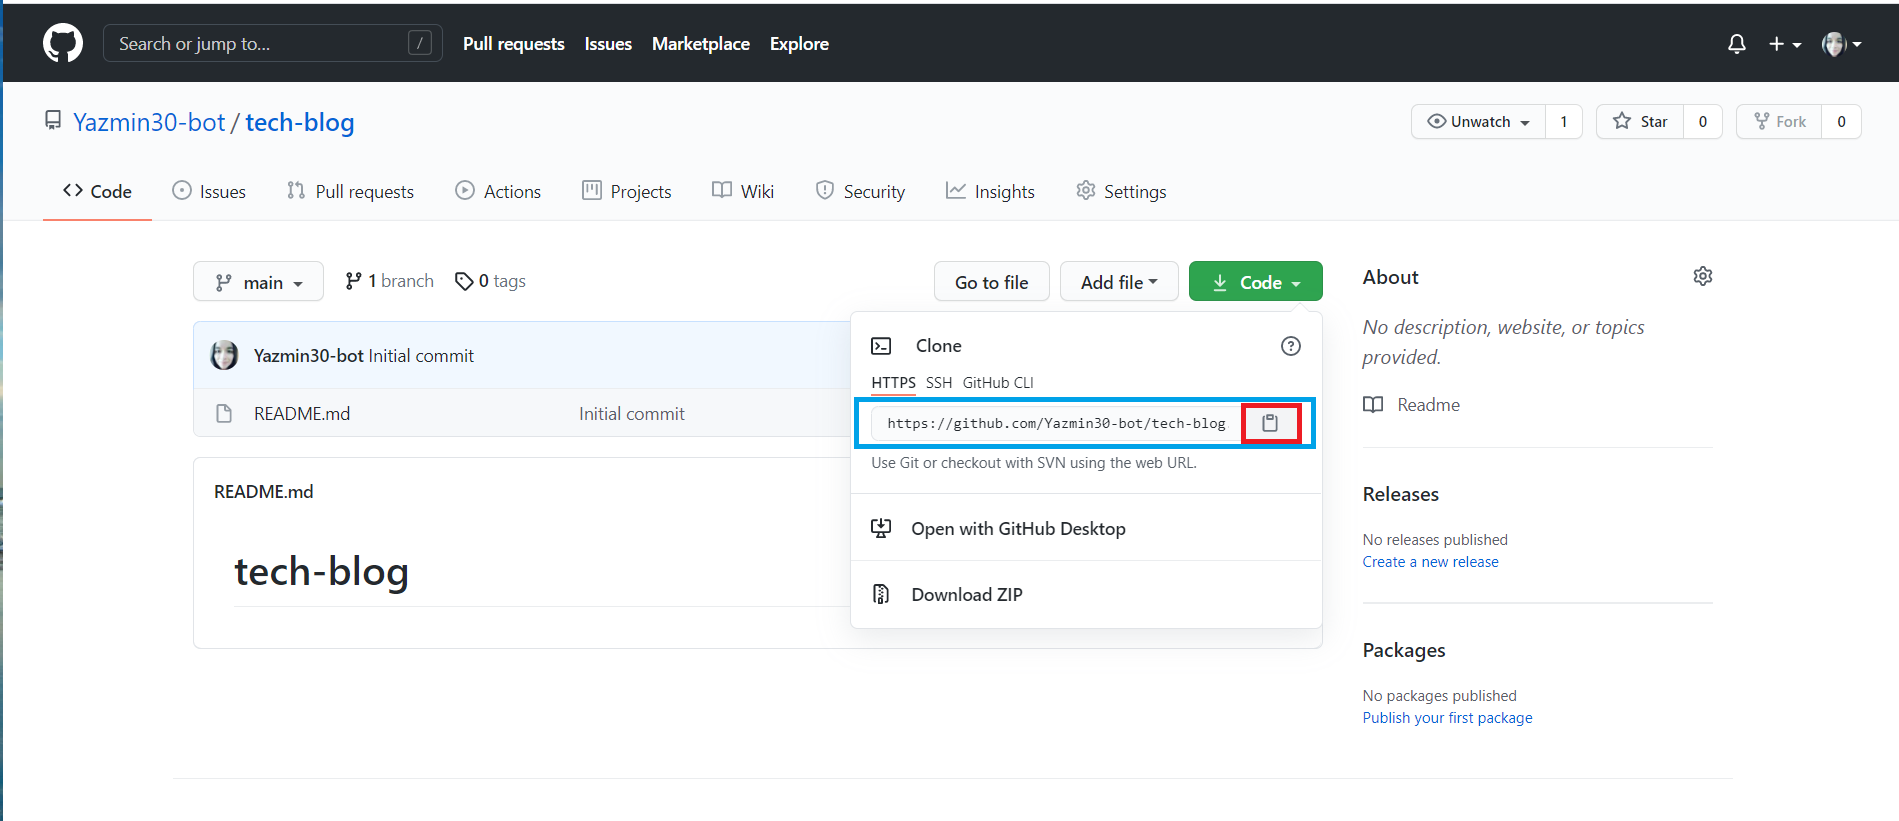 Search or jump to... /
Pull requests Issues Marketplace Explore
Yazmin30-bot / tech-blog
Unwatch 1 Star 0 Fork 0
Code Issues Pull requests Actions Projects Wiki Security Insights Settings
main 1 branch 0 tags Go to file Add file Code
Yazmin30-bot Initial commit
README.md Initial commit
README.md
tech-blog
Clone
HTTPS SSH GitHub CLI
https://github.com/Yazmin30-bot/tech-blog
Use Git or checkout with SVN using the web URL.
Open with GitHub Desktop
Download ZIP
About
No description, website, or topics
provided.
Readme
Releases
No releases published
Create a new release
Packages
No packages published
Publish your first package